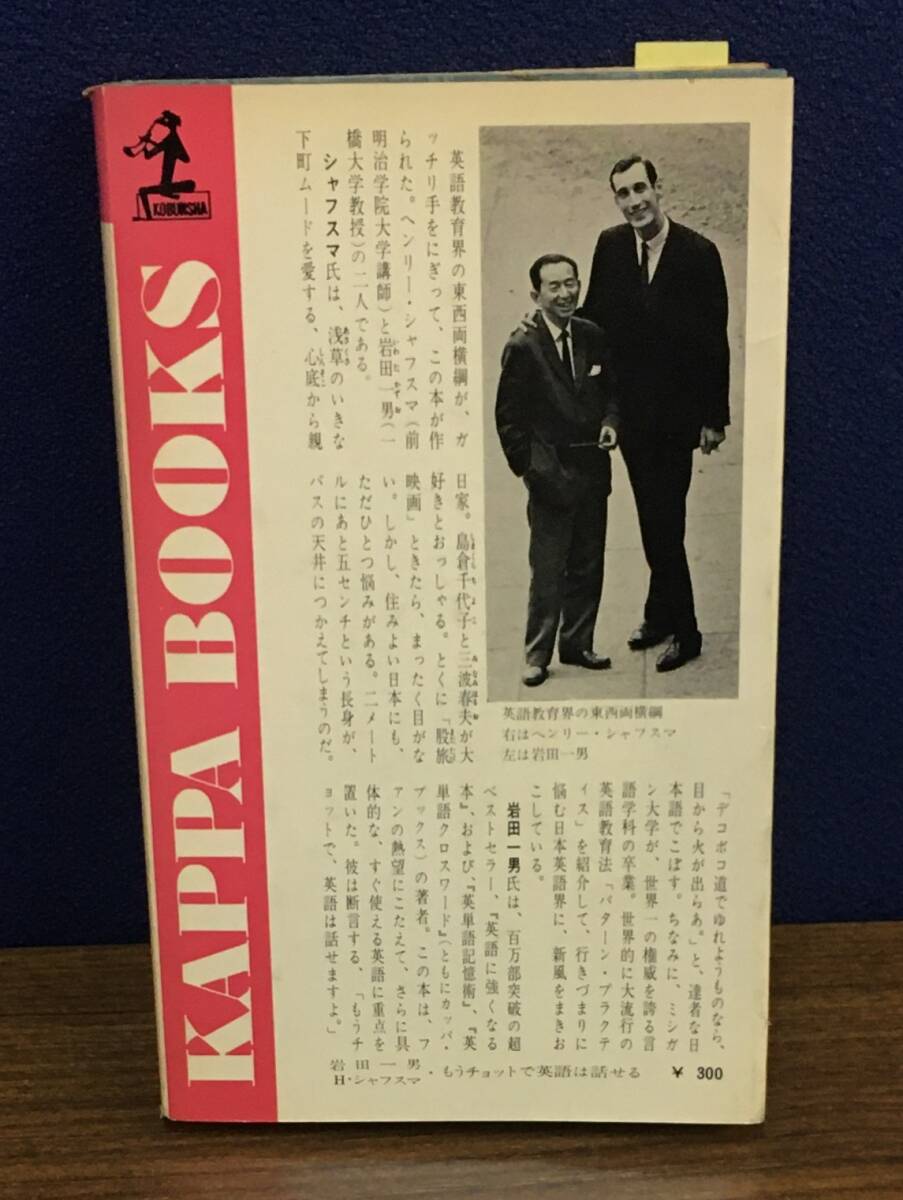 KOBUNSHA
KAPPA BOOKS
英語教育界の東西両横綱が、ガ
ッチリ手をにぎって、この本が作
られた。ヘンリー・シャフスマ(前
明治学院大学講師)と岩田一男(一
橋大学教授)の二人である。
シャフスマ氏は、浅草のいきな
下町ムードを愛する、心底から親
日家。島倉千代子と三波春夫が大
好きとおっしゃる。とくに「股旅
映画」ときたら、まったく目がな
い。しかし、住みよい日本にも、
ただひとつ悩みがある。二メート
ルにあと五センチという長身が、
バスの天井につかえてしまうのだ。
「デコボコ道でゆれようものなら、
目から火が出らあ。」と、達者な日
本語でこぼす。ちなみに、ミシガ
ン大学が、世界一の権威を誇る言
語学科の卒業。世界的に大流行の
英語教育法「パターン・プラクテ
ィス」を紹介して、行きづまりに
悩む日本英語界に、新風をまきお
こしている。
岩田一男氏は、百万部突破の超
ベストセラー、『英語に強くなる
本』、および、『英単語記憶術』、『英
単語クロスワード』(ともにカッパ・
ブックス)の著者。この本は、フ
ァンの熱望にこたえて、さらに具
体的な、すぐ使える英語に重点を
置いた。彼は断言する、「もうチ
ョットで、英語は話せますよ。」
英語教育界の東西両横綱
右はヘンリー・シャフスマ
左は岩田一男
岩田一男
H・シャフスマ・もうチョットで英語は話せる ¥ 300